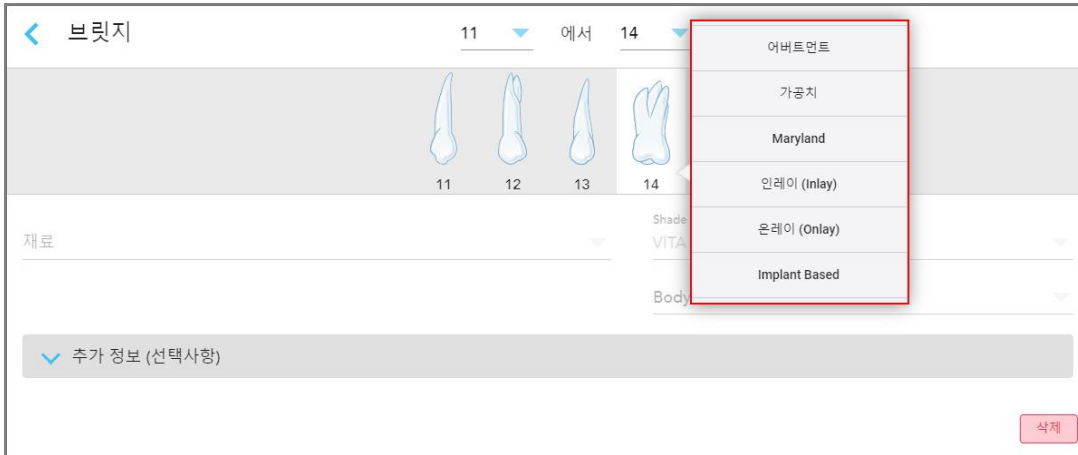 브릿지
11 에서 14
어버트먼트
가공치
Maryland
인레이 (Inlay)
온레이 (Onlay)
Implant Based
11 12 13 14
재료
Shade
VITA
Body
추가 정보 (선택사항)
삭제